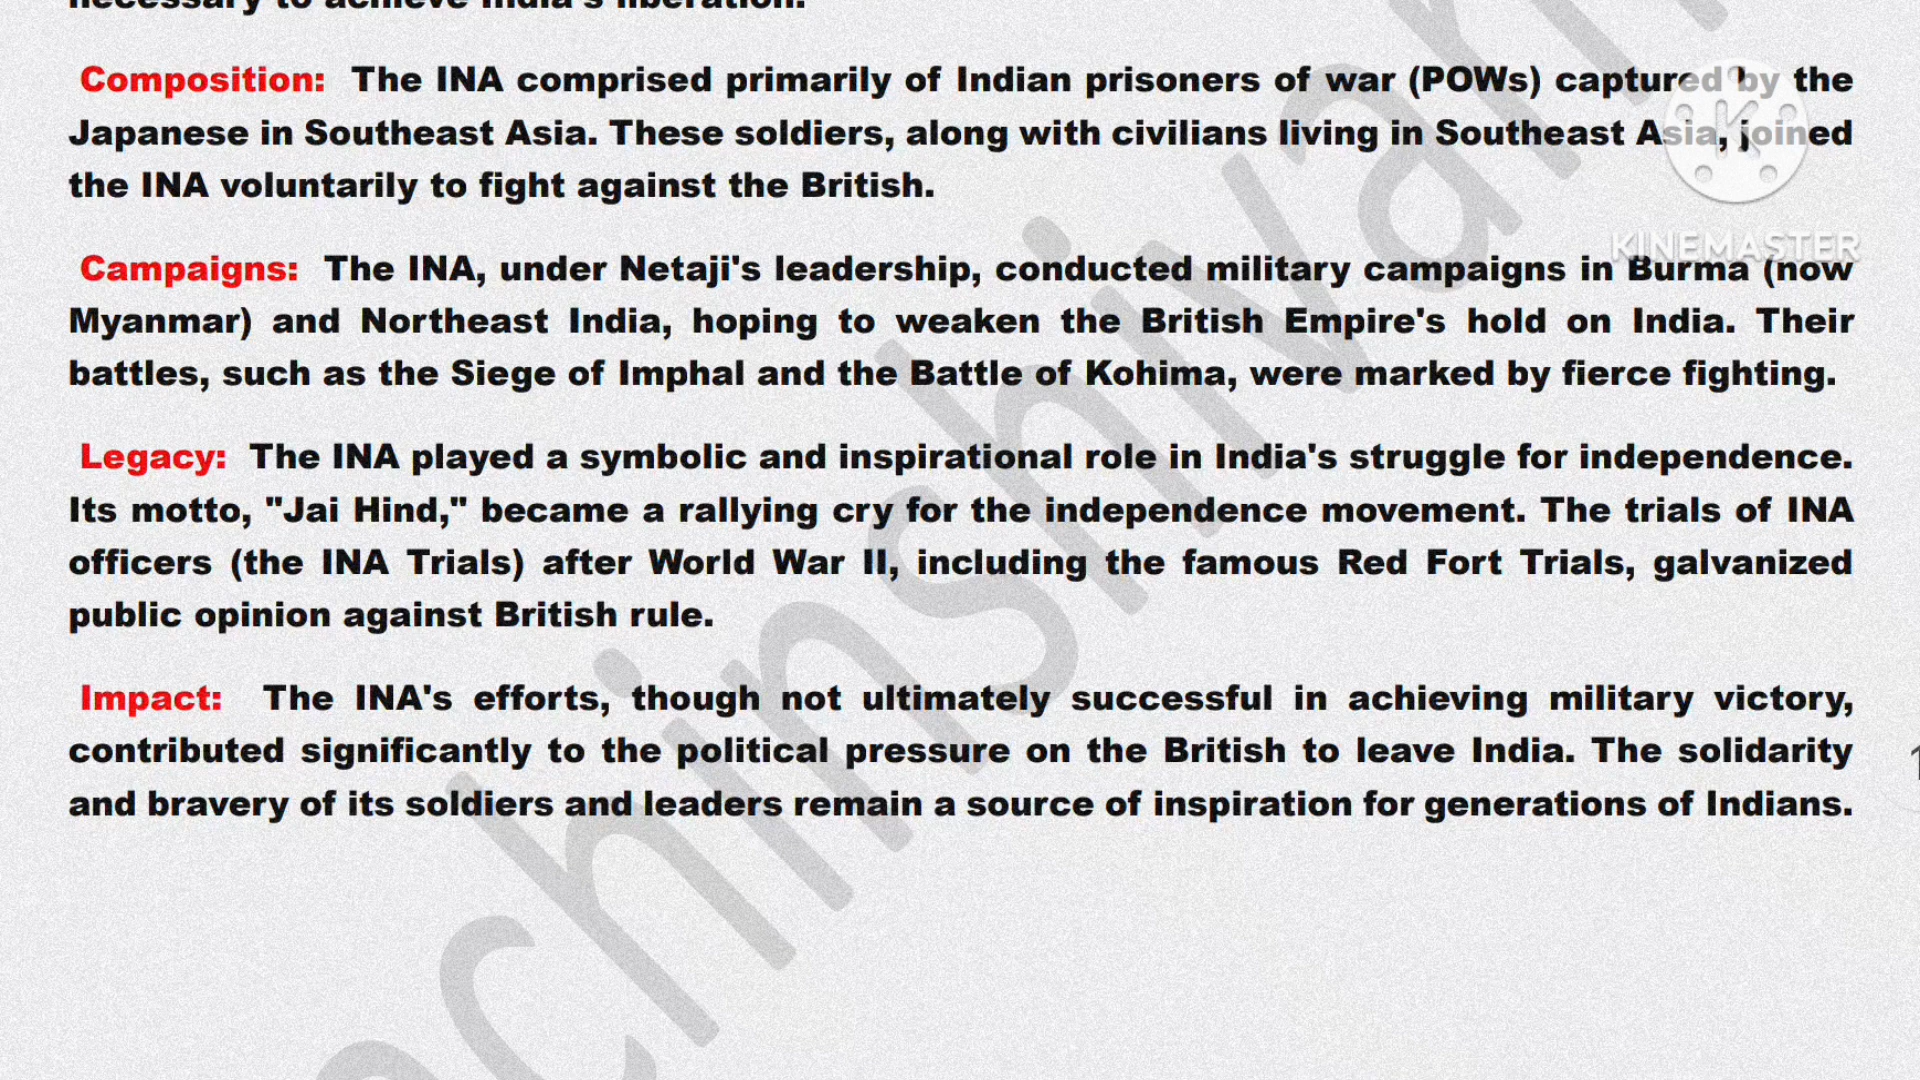 necessary to achieve India's liberation.
Composition: The INA comprised primarily of Indian prisoners of war (POWs) captured by the
Japanese in Southeast Asia. These soldiers, along with civilians living in Southeast Asia, joined
the INA voluntarily to fight against the British.
KINEMASTER
Campaigns: The INA, under Netaji's leadership, conducted military campaigns in Burma (now
Myanmar) and Northeast India, hoping to weaken the British Empire's hold on India. Their
battles, such as the Siege of Imphal and the Battle of Kohima, were marked by fierce fighting.
Legacy: The INA played a symbolic and inspirational role in India's struggle for independence.
Its motto, "Jai Hind," became a rallying cry for the independence movement. The trials of INA
officers (the INA Trials) after World War II, including the famous Red Fort Trials, galvanized
public opinion against British rule.
Impact: The INA's efforts, though not ultimately successful in achieving military victory,
contributed significantly to the political pressure on the British to leave India. The solidarity
and bravery of its soldiers and leaders remain a source of inspiration for generations of Indians.